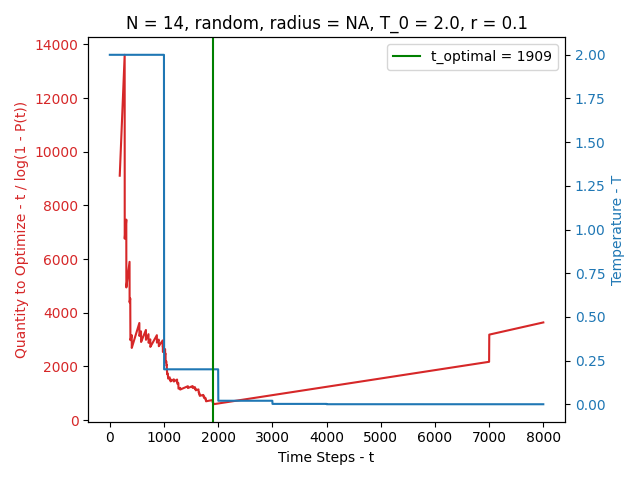 N = 14, random, radius = NA, T_0 = 2.0, r = 0.1
t_optimal = 1909
Quantity to Optimize - t / log(1 - P(t))
14000
12000
10000
8000
6000
4000
2000
0
2.00
1.75
1.50
1.25
1.00
0.75
0.50
0.25
0.00
Temperature - T
0 1000 2000 3000 4000 5000 6000 7000 8000
Time Steps - t